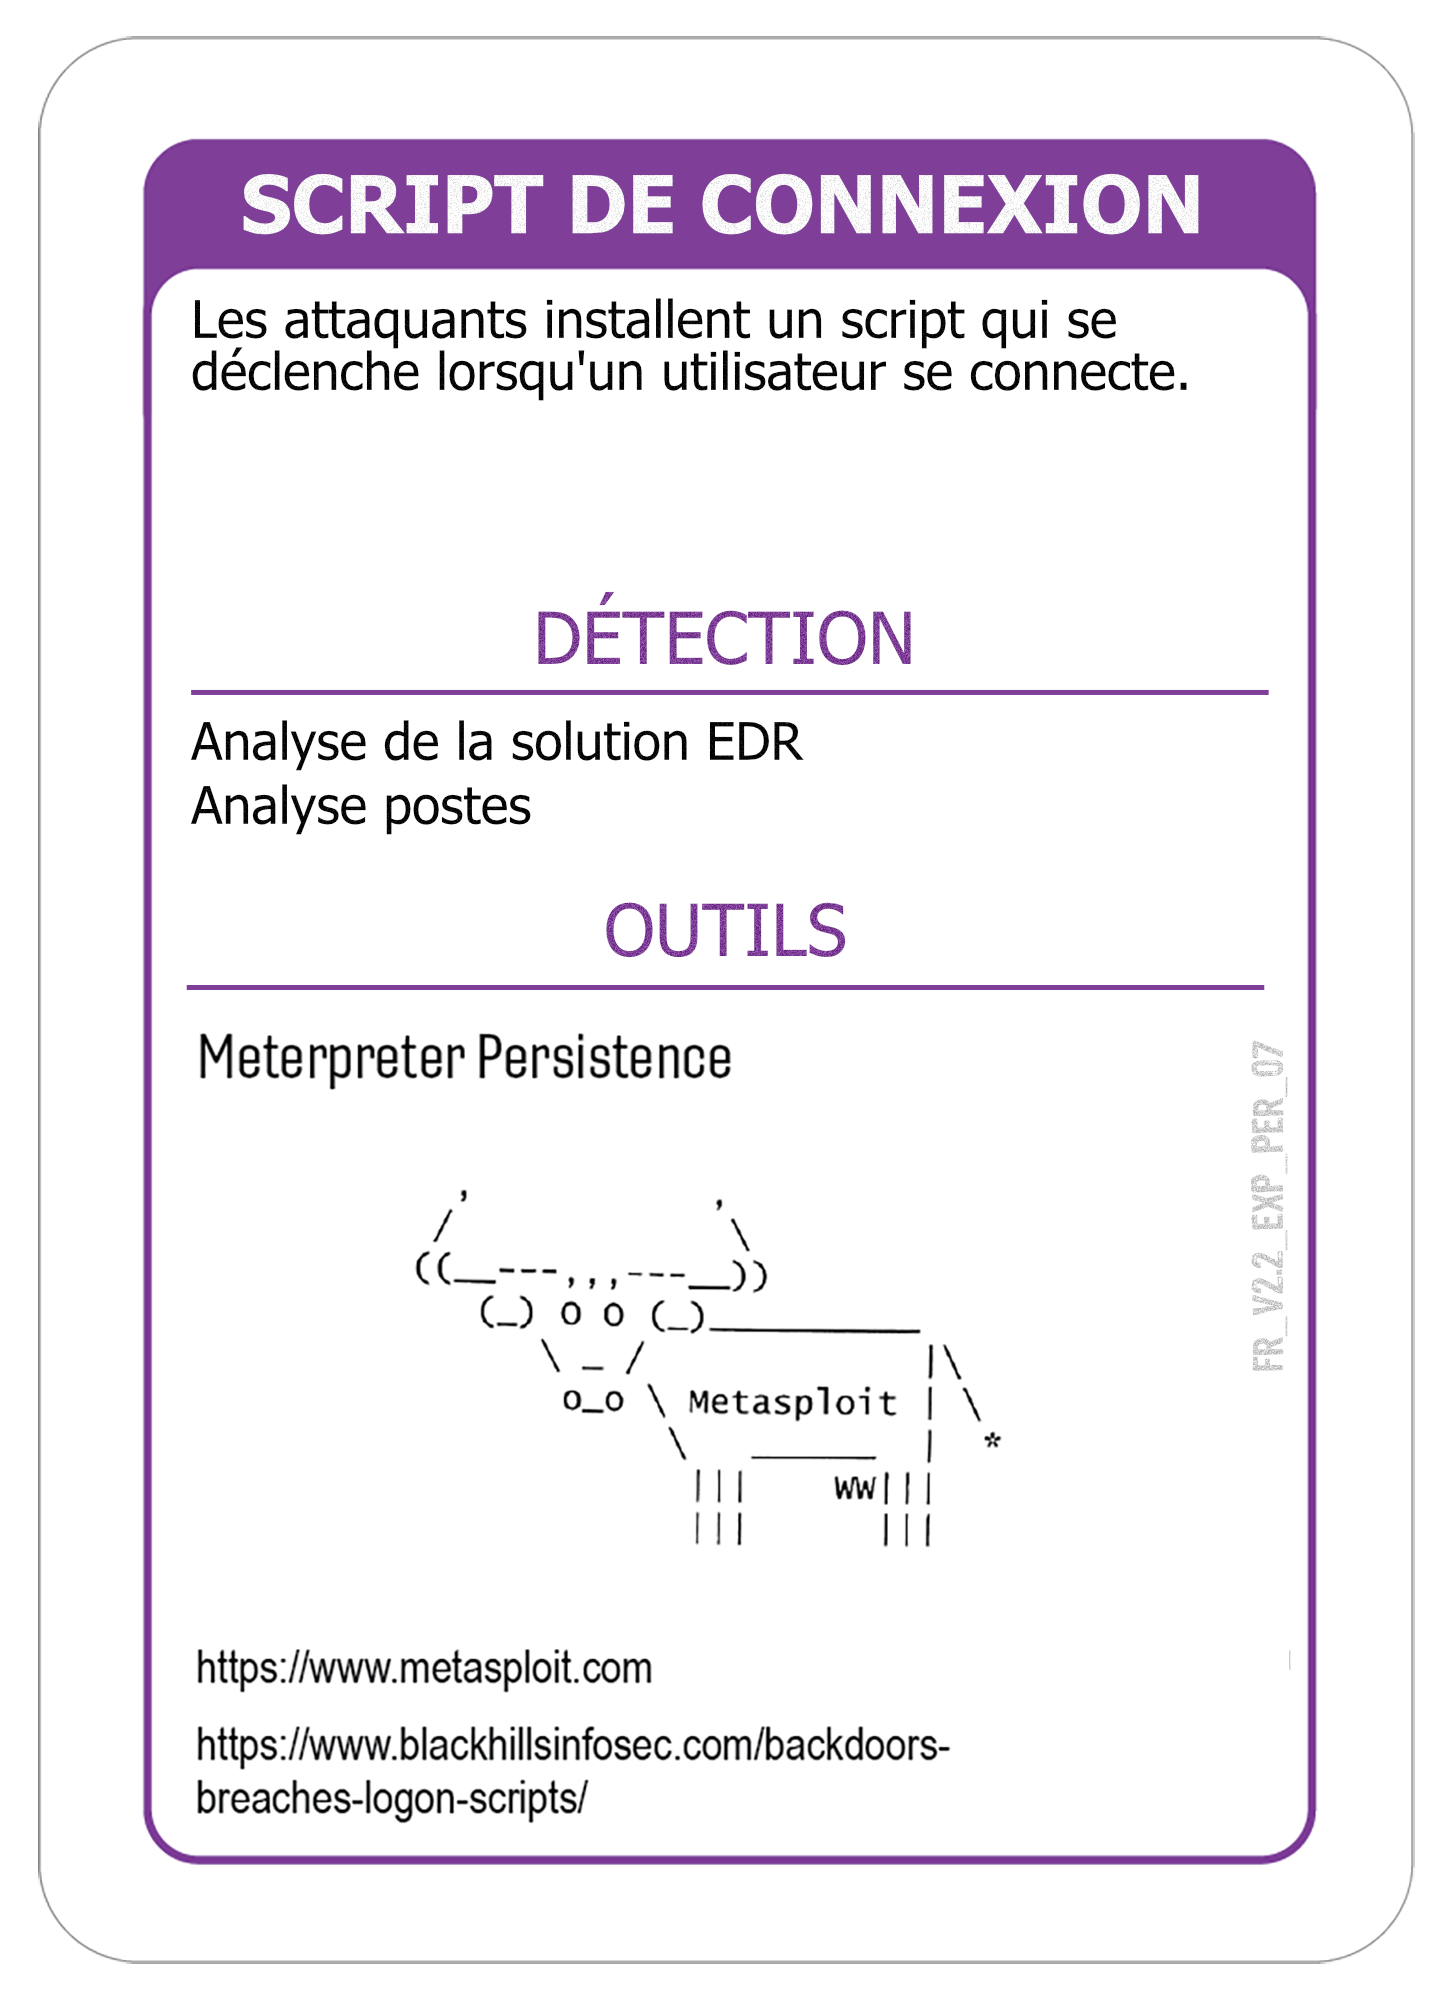 SCRIPT DE CONNEXION
Les attaquants installent un script qui se
déclenche lorsqu'un utilisateur se connecte.
DÉTECTION
Analyse de la solution EDR
Analyse postes
OUTILS
Meterpreter Persistence
FR_V2.2_EXP_PER_07
Metasploit
https://www.metasploit.com
https://www.blackhillsinfosec.com/backdoors-
breaches-logon-scripts/